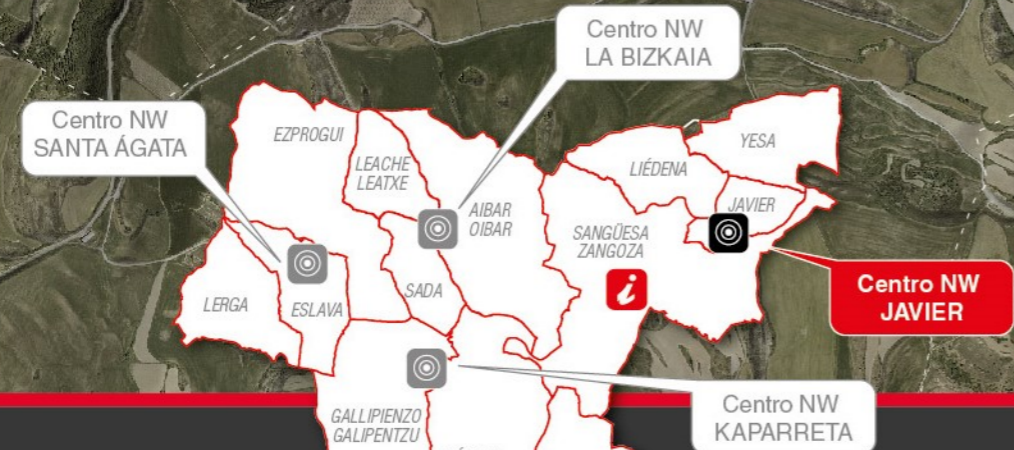 Centro NW
LA BIZKAIA
Centro NW
SANTA ÁGATA
EZPROGUI
LEACHE
LEATXE
AIBAR
OIBAR
LIÉDENA
YESA
JAVIER
SANGÜESA
ZANGOZA
i
LERGA
ESLAVA
SADA
Centro NW
JAVIER
GALLIPIENZO
GALIPENTZU
Centro NW
KAPARRETA